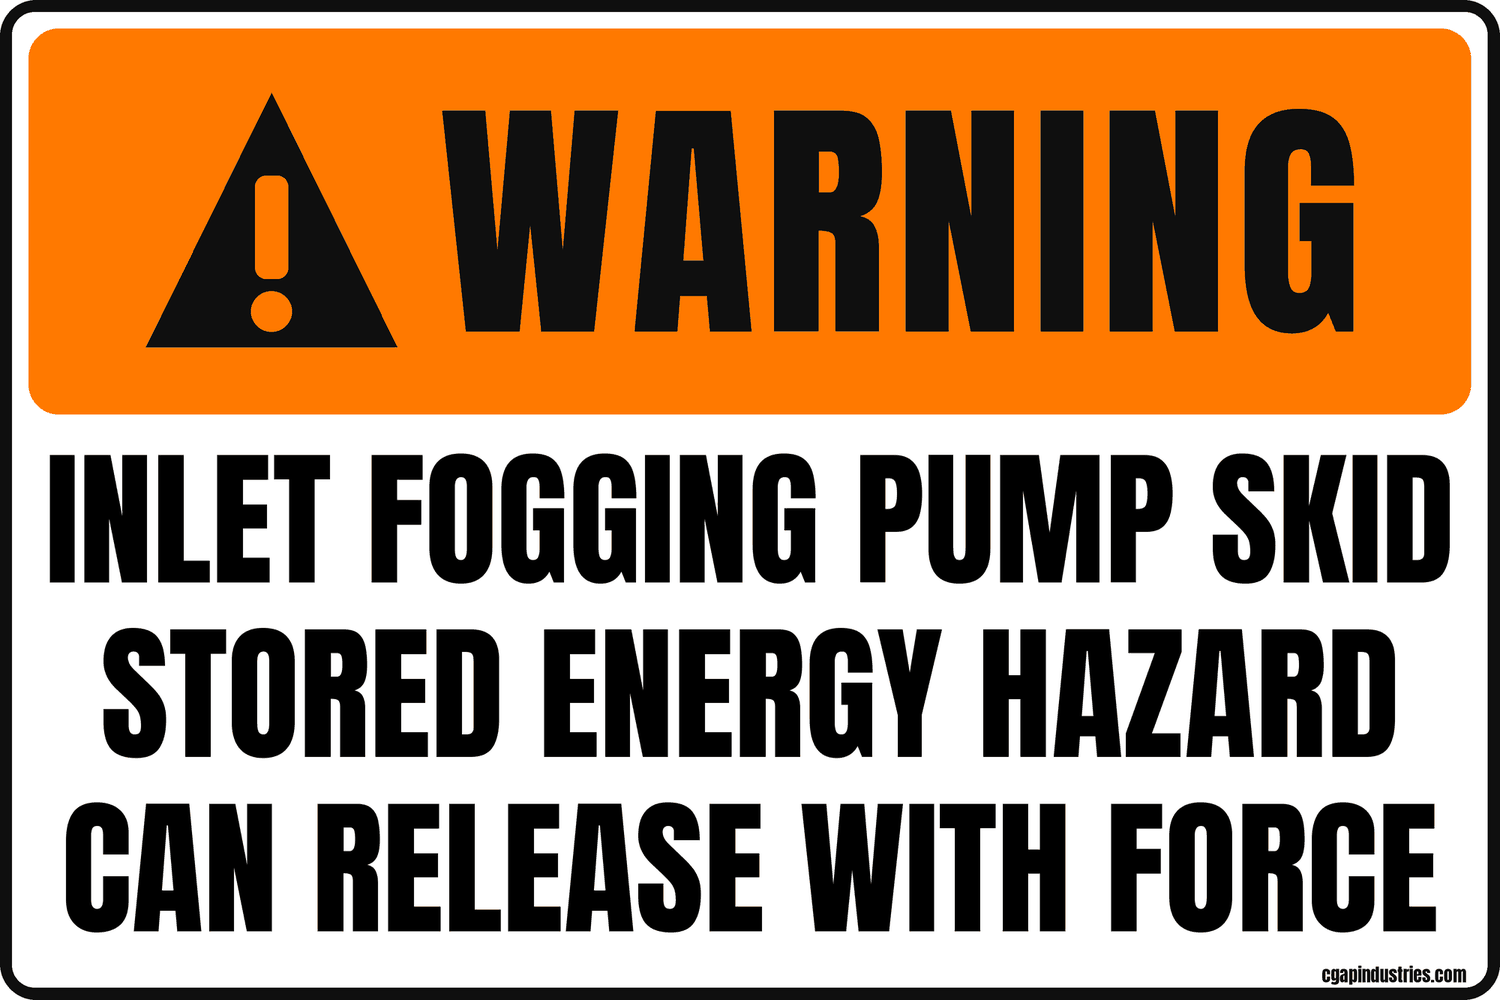 WARNING
INLET FOGGING PUMP SKID
STORED ENERGY HAZARD
CAN RELEASE WITH FORCE
cgapindustries.com